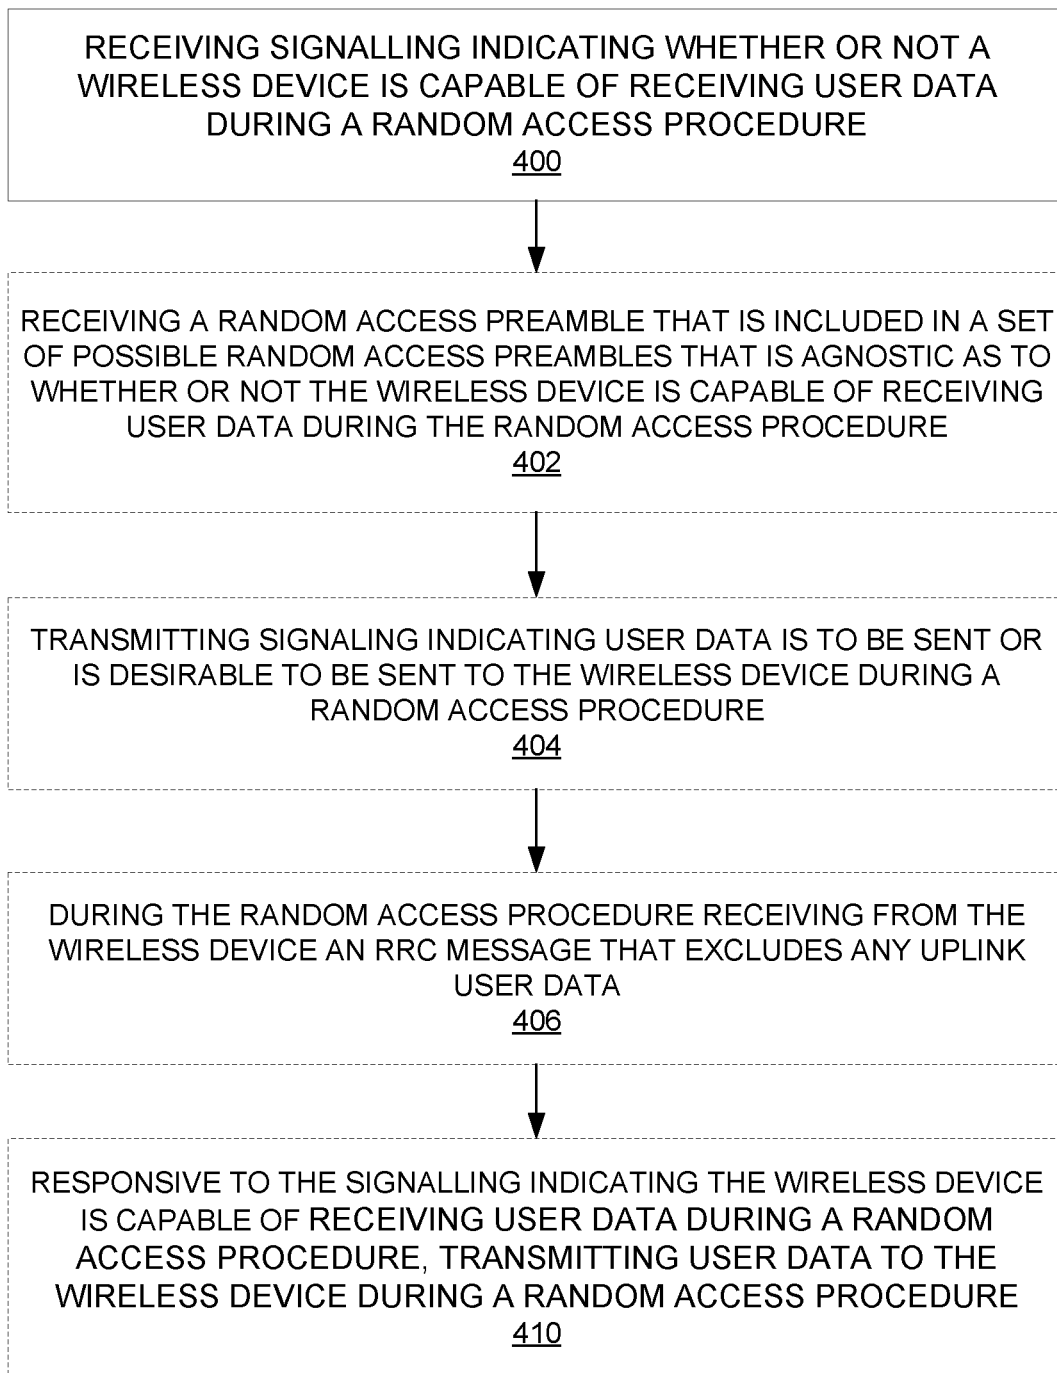 RECEIVING SIGNALLING INDICATING WHETHER OR NOT A
WIRELESS DEVICE IS CAPABLE OF RECEIVING USER DATA
DURING A RANDOM ACCESS PROCEDURE
400
RECEIVING A RANDOM ACCESS PREAMBLE THAT IS INCLUDED IN A SET
OF POSSIBLE RANDOM ACCESS PREAMBLES THAT IS AGNOSTIC AS TO
WHETHER OR NOT THE WIRELESS DEVICE IS CAPABLE OF RECEIVING
USER DATA DURING THE RANDOM ACCESS PROCEDURE
402
TRANSMITTING SIGNALING INDICATING USER DATA IS TO BE SENT OR
IS DESIRABLE TO BE SENT TO THE WIRELESS DEVICE DURING A
RANDOM ACCESS PROCEDURE
404
DURING THE RANDOM ACCESS PROCEDURE RECEIVING FROM THE
WIRELESS DEVICE AN RRC MESSAGE THAT EXCLUDES ANY UPLINK
USER DATA
406
RESPONSIVE TO THE SIGNALLING INDICATING THE WIRELESS DEVICE
IS CAPABLE OF RECEIVING USER DATA DURING A RANDOM
ACCESS PROCEDURE, TRANSMITTING USER DATA TO THE
WIRELESS DEVICE DURING A RANDOM ACCESS PROCEDURE
410